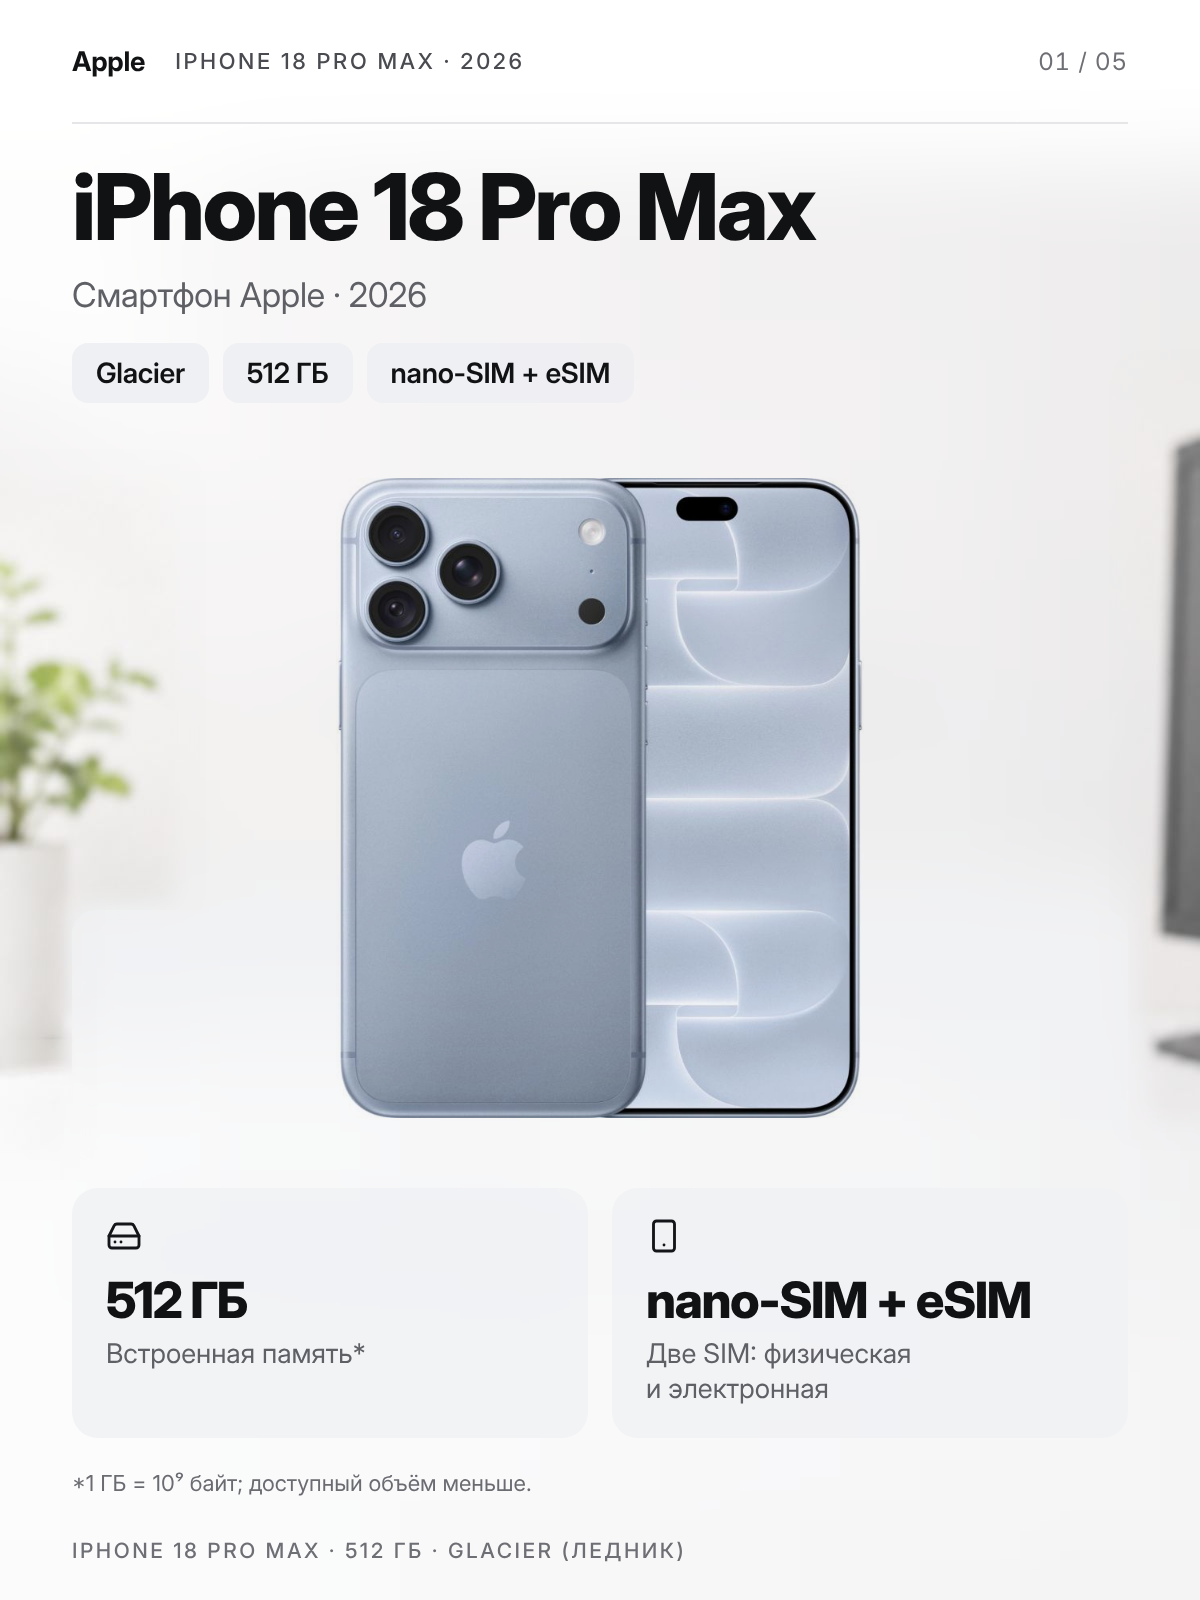 Apple IPHONE 18 PRO MAX · 2026 01 / 05
iPhone 18 Pro Max
Смартфон Apple · 2026
Glacier 512 ГБ nano-SIM + eSIM
512 ГБ
Встроенная память*
nano-SIM + eSIM
Две SIM: физическая
и электронная
*1 ГБ = 10⁹ байт; доступный объём меньше.
IPHONE 18 PRO MAX · 512 ГБ · GLACIER (ЛЕДНИК)